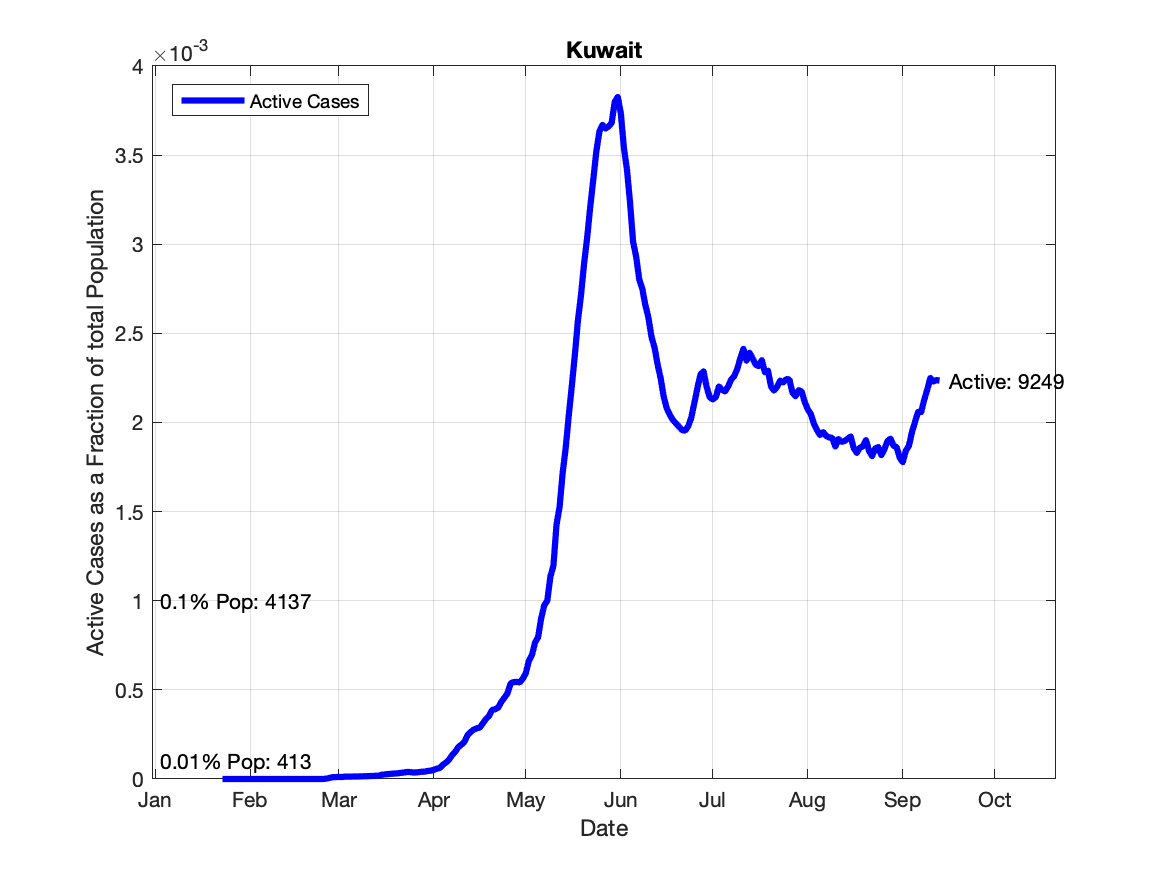 Kuwait
×10-3
Active Cases
4
3.5
3
2.5
2
1.5
1
0.5
0
Active Cases as a Fraction of total Population
Active: 9249
0.1% Pop: 4137
0.01% Pop: 413
Jan Feb Mar Apr May Jun Jul Aug Sep Oct
Date